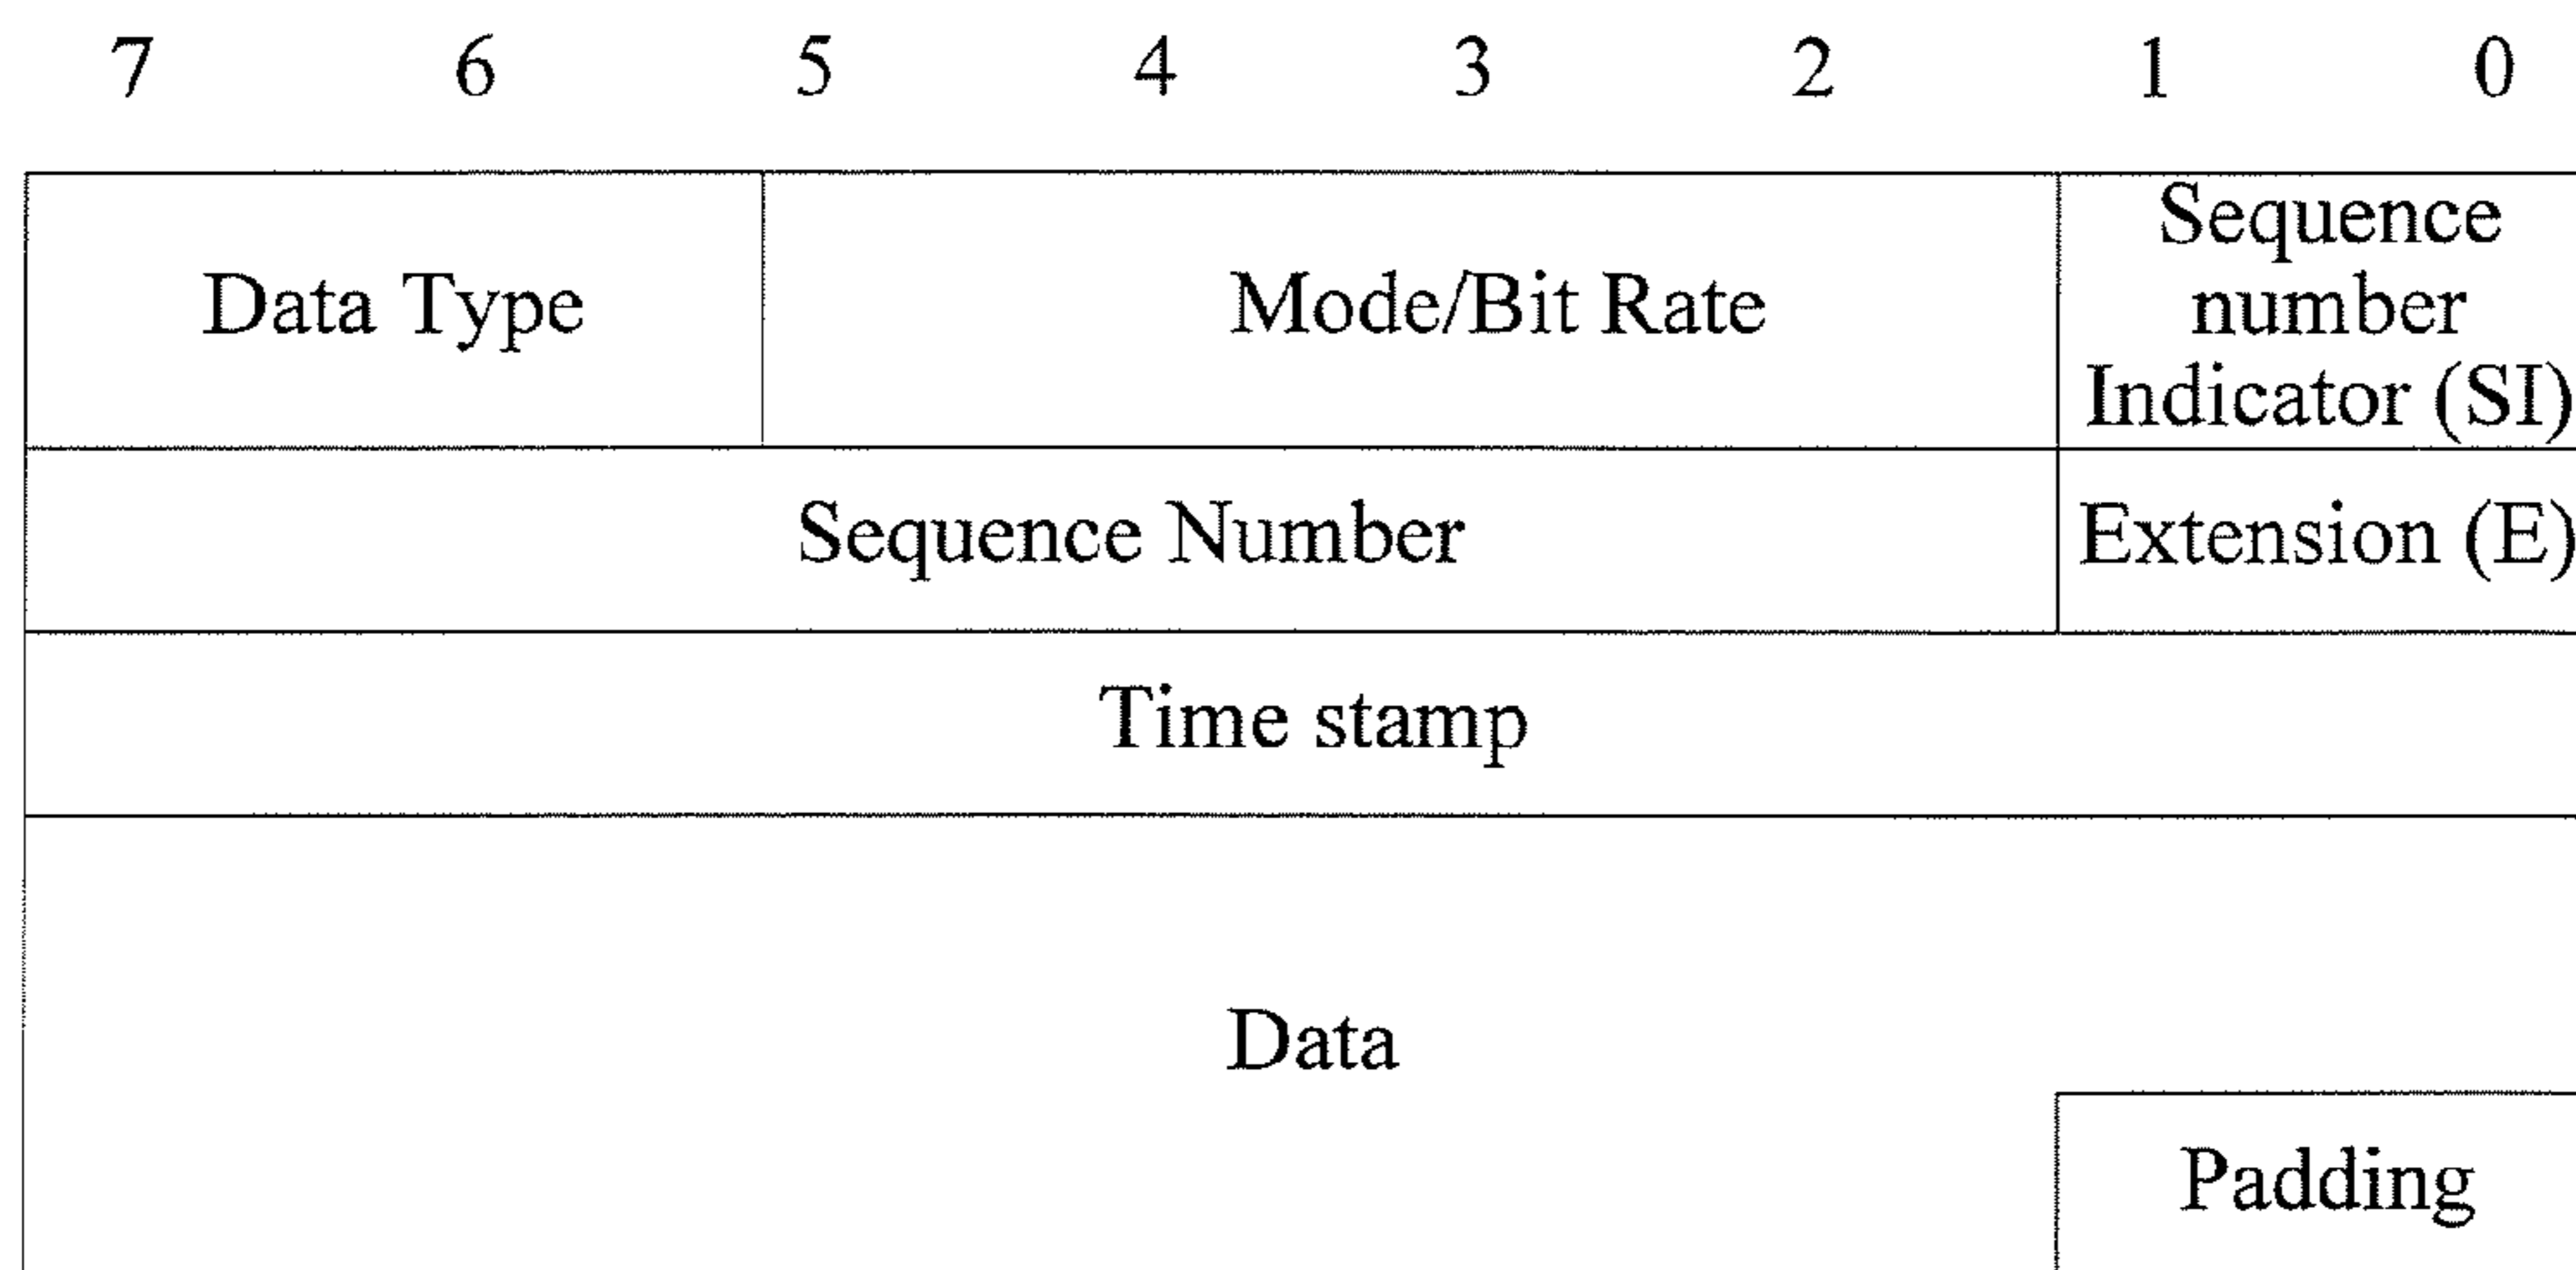 7 6 5 4 3 2 1 0
Data Type
Mode/Bit Rate
Sequence
number
Indicator (SI)
Sequence Number
Extension (E)
Time stamp
Data
Padding